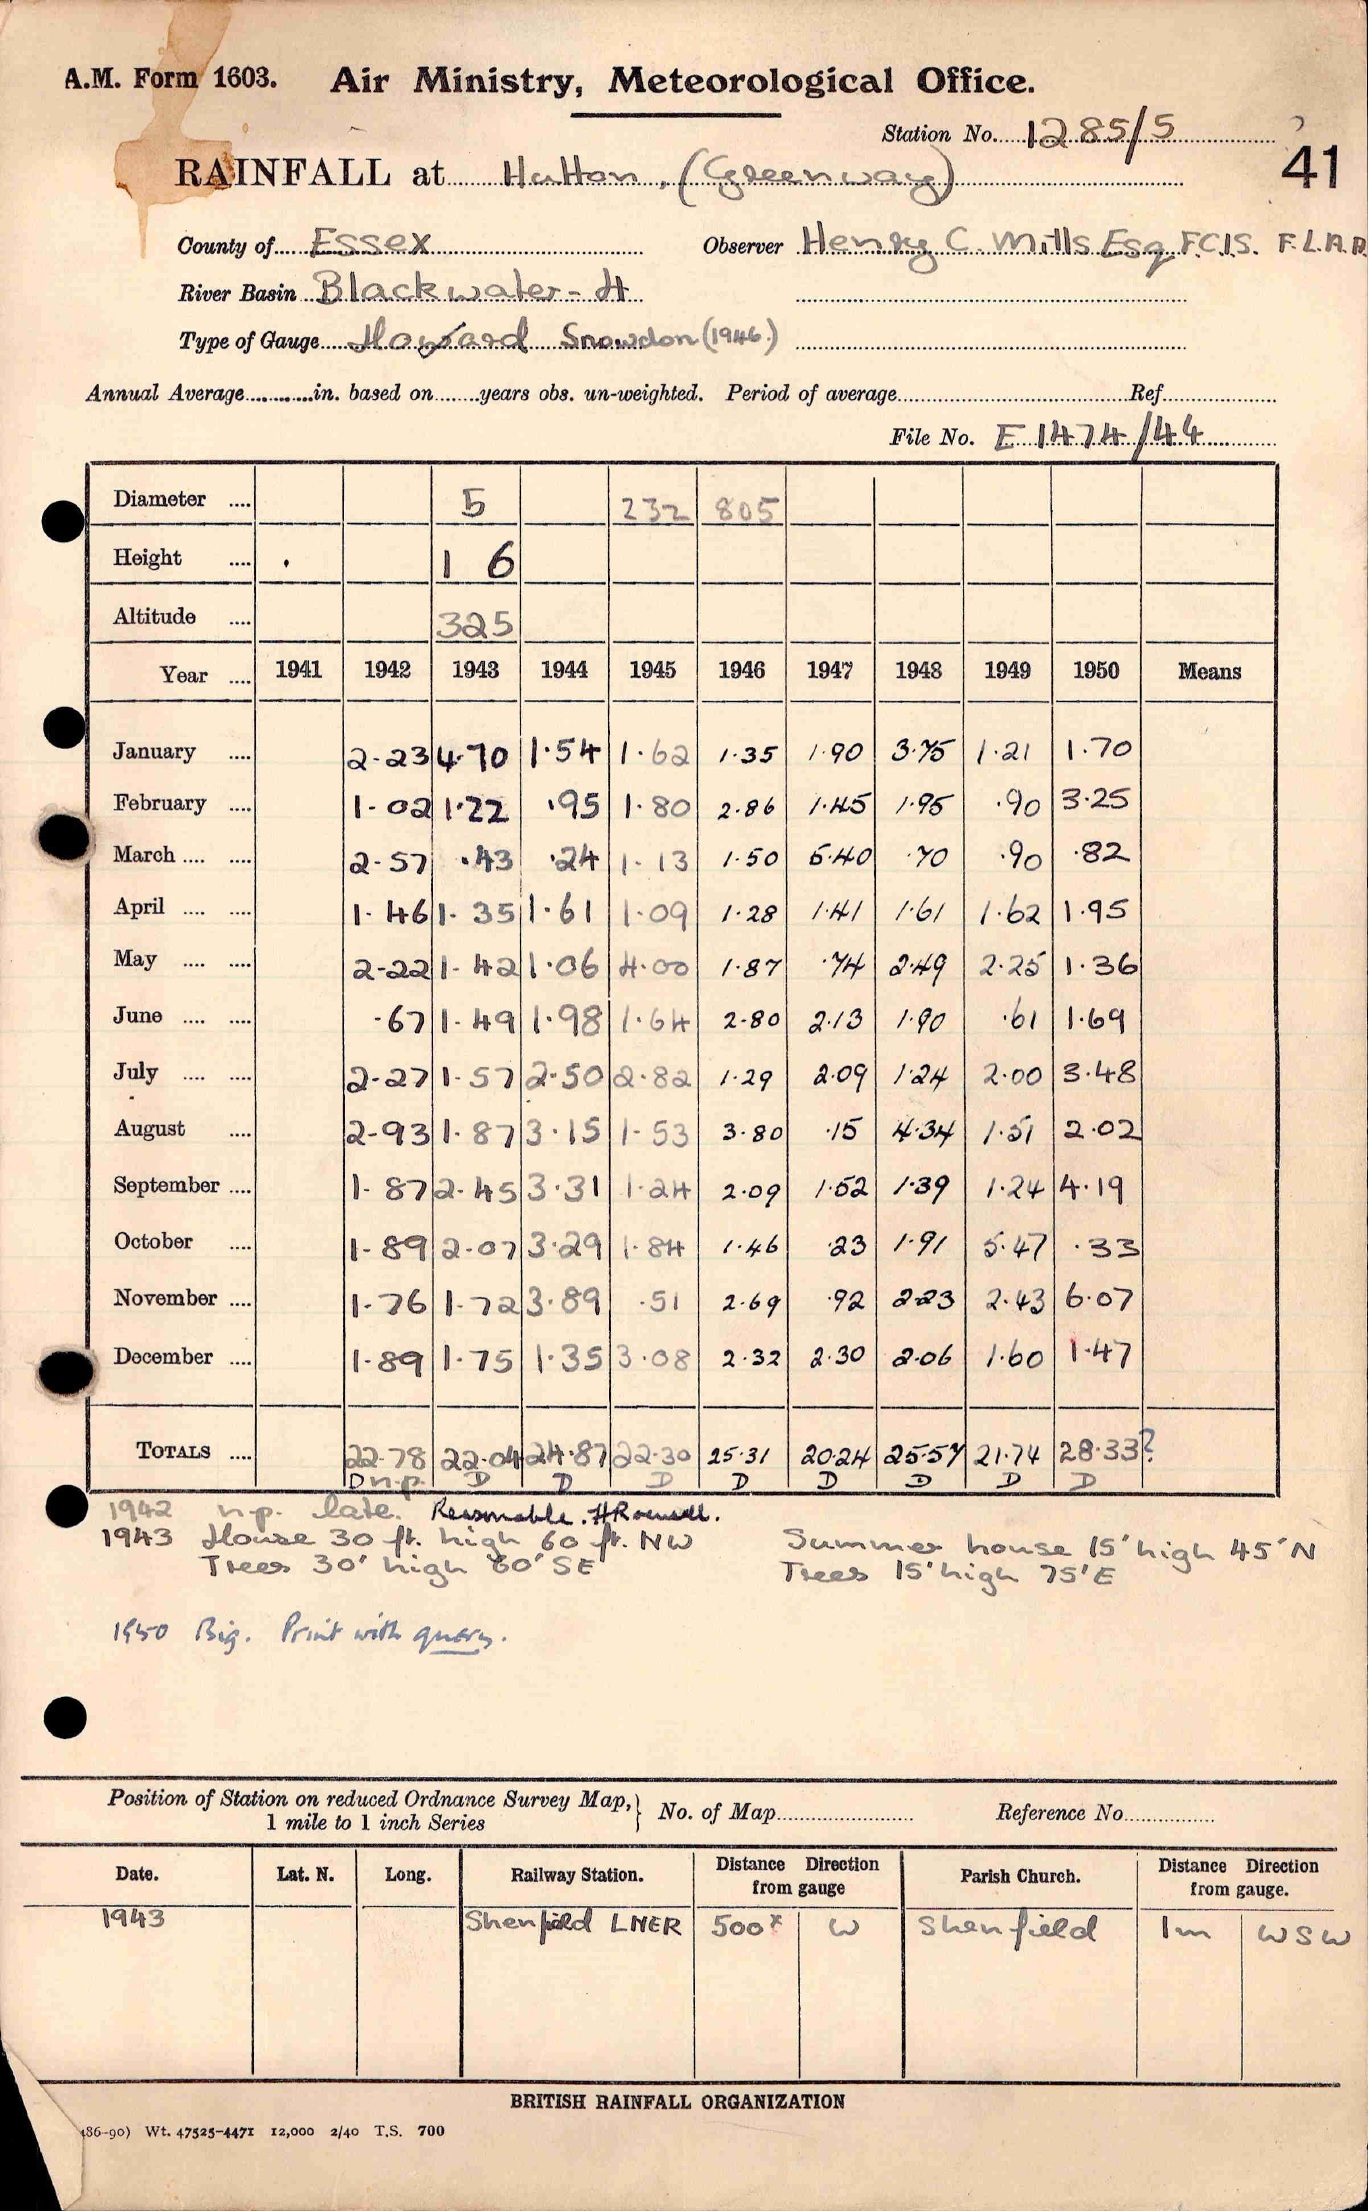 A.M. Form 1603. Air Ministry, Meteorological Office.
Station No. 1285/5
41
RAINFALL at Hutton, (Greenway)
County of Essex Observer Henry C. Mills Esq F.C.I.S. F.L.A.A.
River Basin Blackwater-H
Type of Gauge Howard Snowdon (1946)
Annual Average in. based on years obs. un-weighted. Period of average Ref
File No. E 1474/44
Diameter 5 232 805
Height 1 6
Altitude 325
Year 1941 1942 1943 1944 1945 1946 1947 1948 1949 1950 Means
January 2-23 4.70 1.54 1.62 1.35 1.90 3.75 1.21 1.70
February 1-02 1.22 .95 1.80 2.86 1.45 1.95 .90 3.25
March 2-57 .43 .24 1-13 1.50 5.40 .70 .90 .82
April 1-46 1-35 1.61 1.09 1.28 1.41 1.61 1.62 1.95
May 2-22 1-42 1.06 4.00 1.87 .74 2.49 2.25 1.36
June .67 1-49 1.98 1.64 2.80 2.13 1.90 .61 1.69
July 2-27 1-57 2.50 2.82 1.29 2.09 1.24 2.00 3.48
August 2-93 1-87 3.15 1-53 3.80 .15 4.34 1.51 2.02
September 1-87 2-45 3.31 1-24 2.09 1.52 1.39 1.24 4.19
October 1-89 2-07 3.29 1-84 1.46 .23 1.91 5.47 .33
November 1-76 1-72 3.89 .51 2.69 .92 2.23 2.43 6.07
December 1-89 1-75 1.35 3.08 2.32 2.30 2.06 1.60 1.47
TOTALS 22.78 22.04 24.87 22.30 25.31 20.24 25.57 21.74 28.33?
D n.p. D D D D D D D D
1942 n.p. late. Reasonable.
1943 House 30 ft. high 60 ft. NW Summer house 15' high 45' N
Trees 30' high 60' SE Trees 15' high 75' E
1950 Big. Print with query.
Position of Station on reduced Ordnance Survey Map, 1 mile to 1 inch Series } No. of Map Reference No
Date. Lat. N. Long. Railway Station. Distance Direction from gauge Parish Church. Distance Direction from gauge.
1943 Shenfield LNER 500x W Shenfield 1m WSW
BRITISH RAINFALL ORGANIZATION
86-90) Wt. 47525-4471 12,000 2/40 T.S. 700